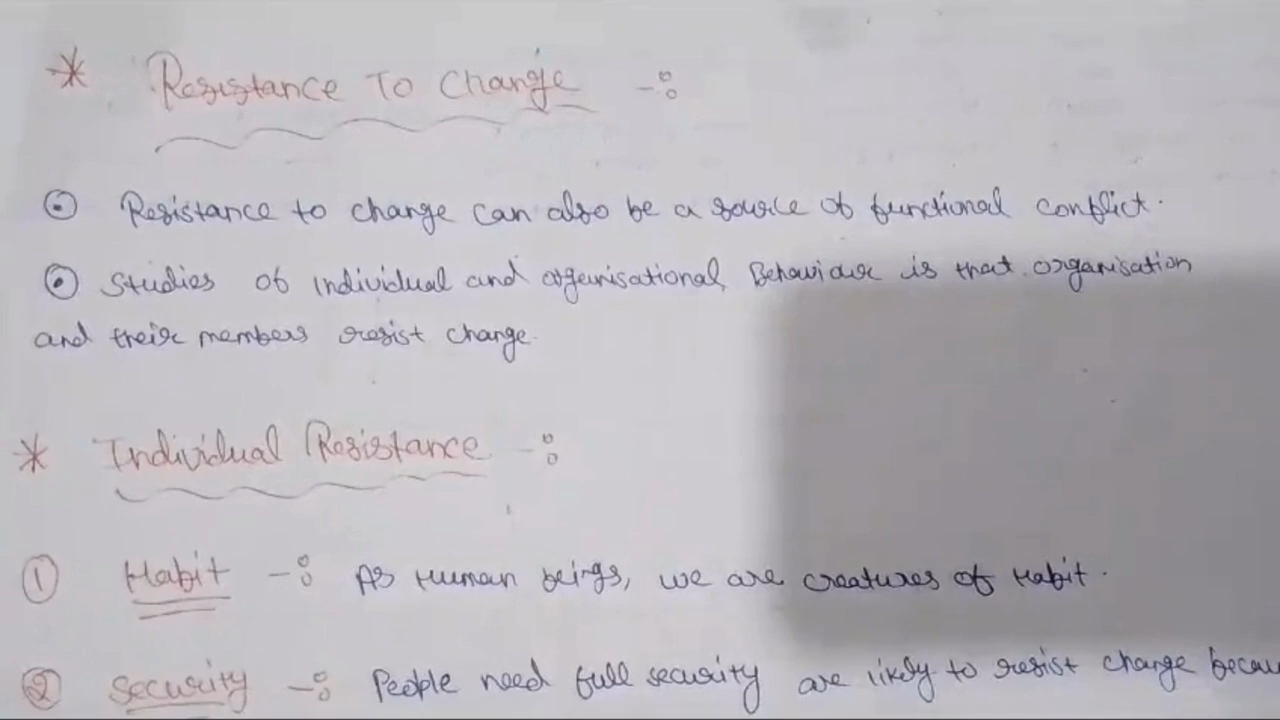 * Resistance To Change -:
⊙ Resistance to change can also be a source of functional conflict.
⊙ Studies of individual and orgeunisational Behaviour is that organisation
and their members resist change.
* Individual Resistance -:
① Habit -: As Human beings, we are creatures of Habit.
② Security -: People need full security are likely to resist change becau